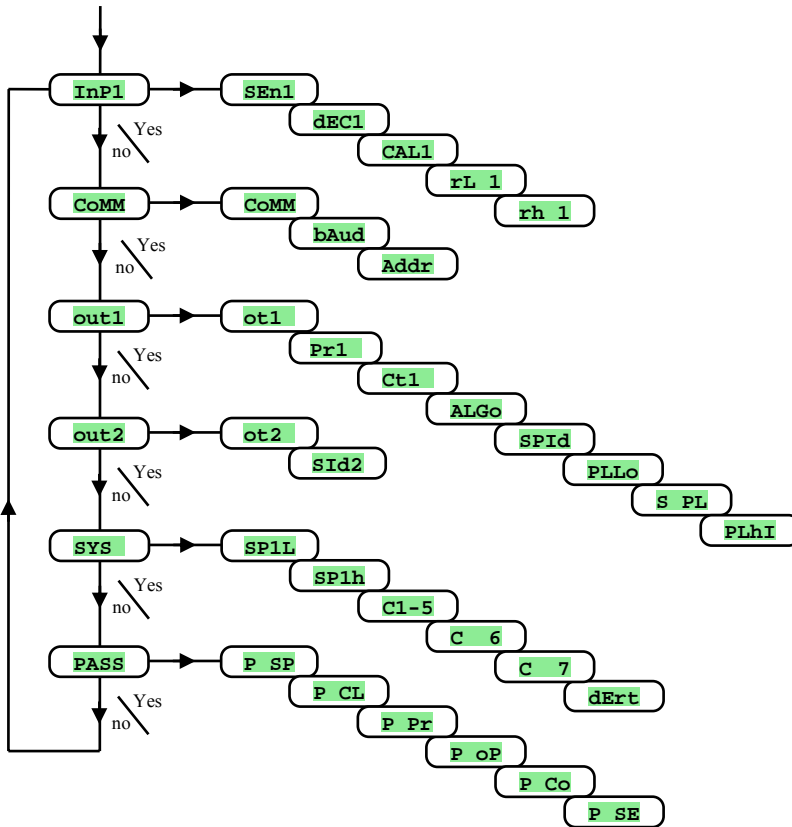 InP1 SEn1
dEC1
Yes
no
CAL1
rL 1
CoMM CoMM rh 1
bAud
Yes
no
Addr
out1 ot1
Pr1
Yes
no
Ct1
ALGo
out2 ot2 SPId
SId2 PLLo
Yes
no
S PL
PLhI
SYS SP1L
SP1h
Yes
no
C1-5
C 6
PASS P SP C 7
P CL dErt
Yes
no
P Pr
P oP
P Co
P SE